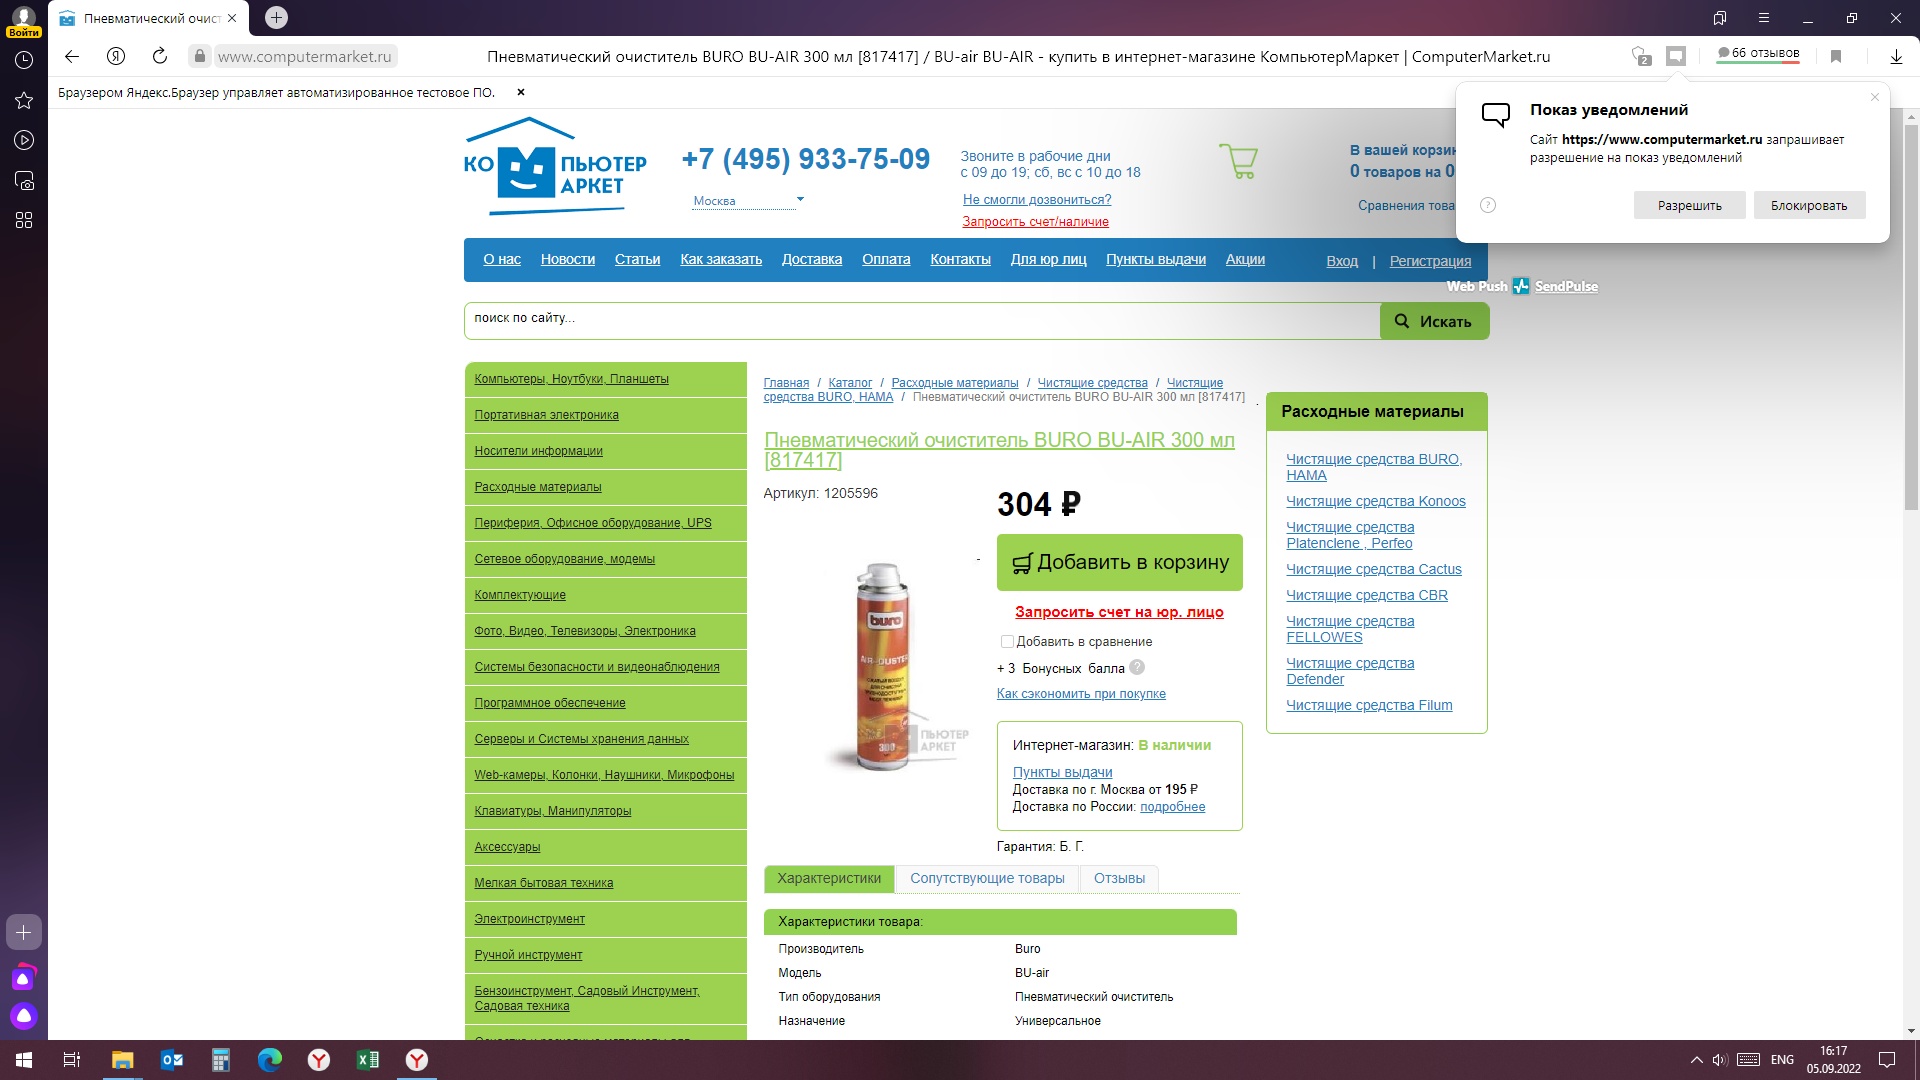 Пневматический очист
Войти
www.computermarket.ru
Пневматический очиститель BURO BU-AIR 300 мл [817417] / BU-air BU-AIR - купить в интернет-магазине КомпьютерМаркет | ComputerMarket.ru
2
66 отзывов
Браузером Яндекс.Браузер управляет автоматизированное тестовое ПО.
Показ уведомлений
Сайт https://www.computermarket.ru запрашивает
разрешение на показ уведомлений
Разрешить
Блокировать
Web Push
SendPulse
КО М ПЬЮТЕР
АРКЕТ
+7 (495) 933-75-09
Москва
Звоните в рабочие дни
с 09 до 19; сб, вс с 10 до 18
Не смогли дозвониться?
Запросить счет/наличие
В вашей корзин
0 товаров на 0
Сравнения това
О нас
Новости
Статьи
Как заказать
Доставка
Оплата
Контакты
Для юр лиц
Пункты выдачи
Акции
Вход | Регистрация
поиск по сайту...
Искать
Компьютеры, Ноутбуки, Планшеты
Портативная электроника
Носители информации
Расходные материалы
Периферия, Офисное оборудование, UPS
Сетевое оборудование, модемы
Комплектующие
Фото, Видео, Телевизоры, Электроника
Системы безопасности и видеонаблюдения
Программное обеспечение
Серверы и Системы хранения данных
Web-камеры, Колонки, Наушники, Микрофоны
Клавиатуры, Манипуляторы
Аксессуары
Мелкая бытовая техника
Электроинструмент
Ручной инструмент
Бензоинструмент, Садовый Инструмент,
Садовая техника
Главная / Каталог / Расходные материалы / Чистящие средства / Чистящие
средства BURO, HAMA / Пневматический очиститель BURO BU-AIR 300 мл [817417]
Пневматический очиститель BURO BU-AIR 300 мл
[817417]
Артикул: 1205596
buro
AIR-DUSTER
300
ПЬЮТЕР
АРКЕТ
304 ₽
Добавить в корзину
Запросить счет на юр. лицо
Добавить в сравнение
+ 3 Бонусных балла ?
Как сэкономить при покупке
Интернет-магазин: В наличии
Пункты выдачи
Доставка по г. Москва от 195 ₽
Доставка по России: подробнее
Гарантия: Б. Г.
Расходные материалы
Чистящие средства BURO,
HAMA
Чистящие средства Konoos
Чистящие средства
Platenclene , Perfeo
Чистящие средства Cactus
Чистящие средства CBR
Чистящие средства
FELLOWES
Чистящие средства
Defender
Чистящие средства Filum
Характеристики
Сопутствующие товары
Отзывы
Характеристики товара:
Производитель Buro
Модель BU-air
Тип оборудования Пневматический очиститель
Назначение Универсальное
ENG
16:17
05.09.2022